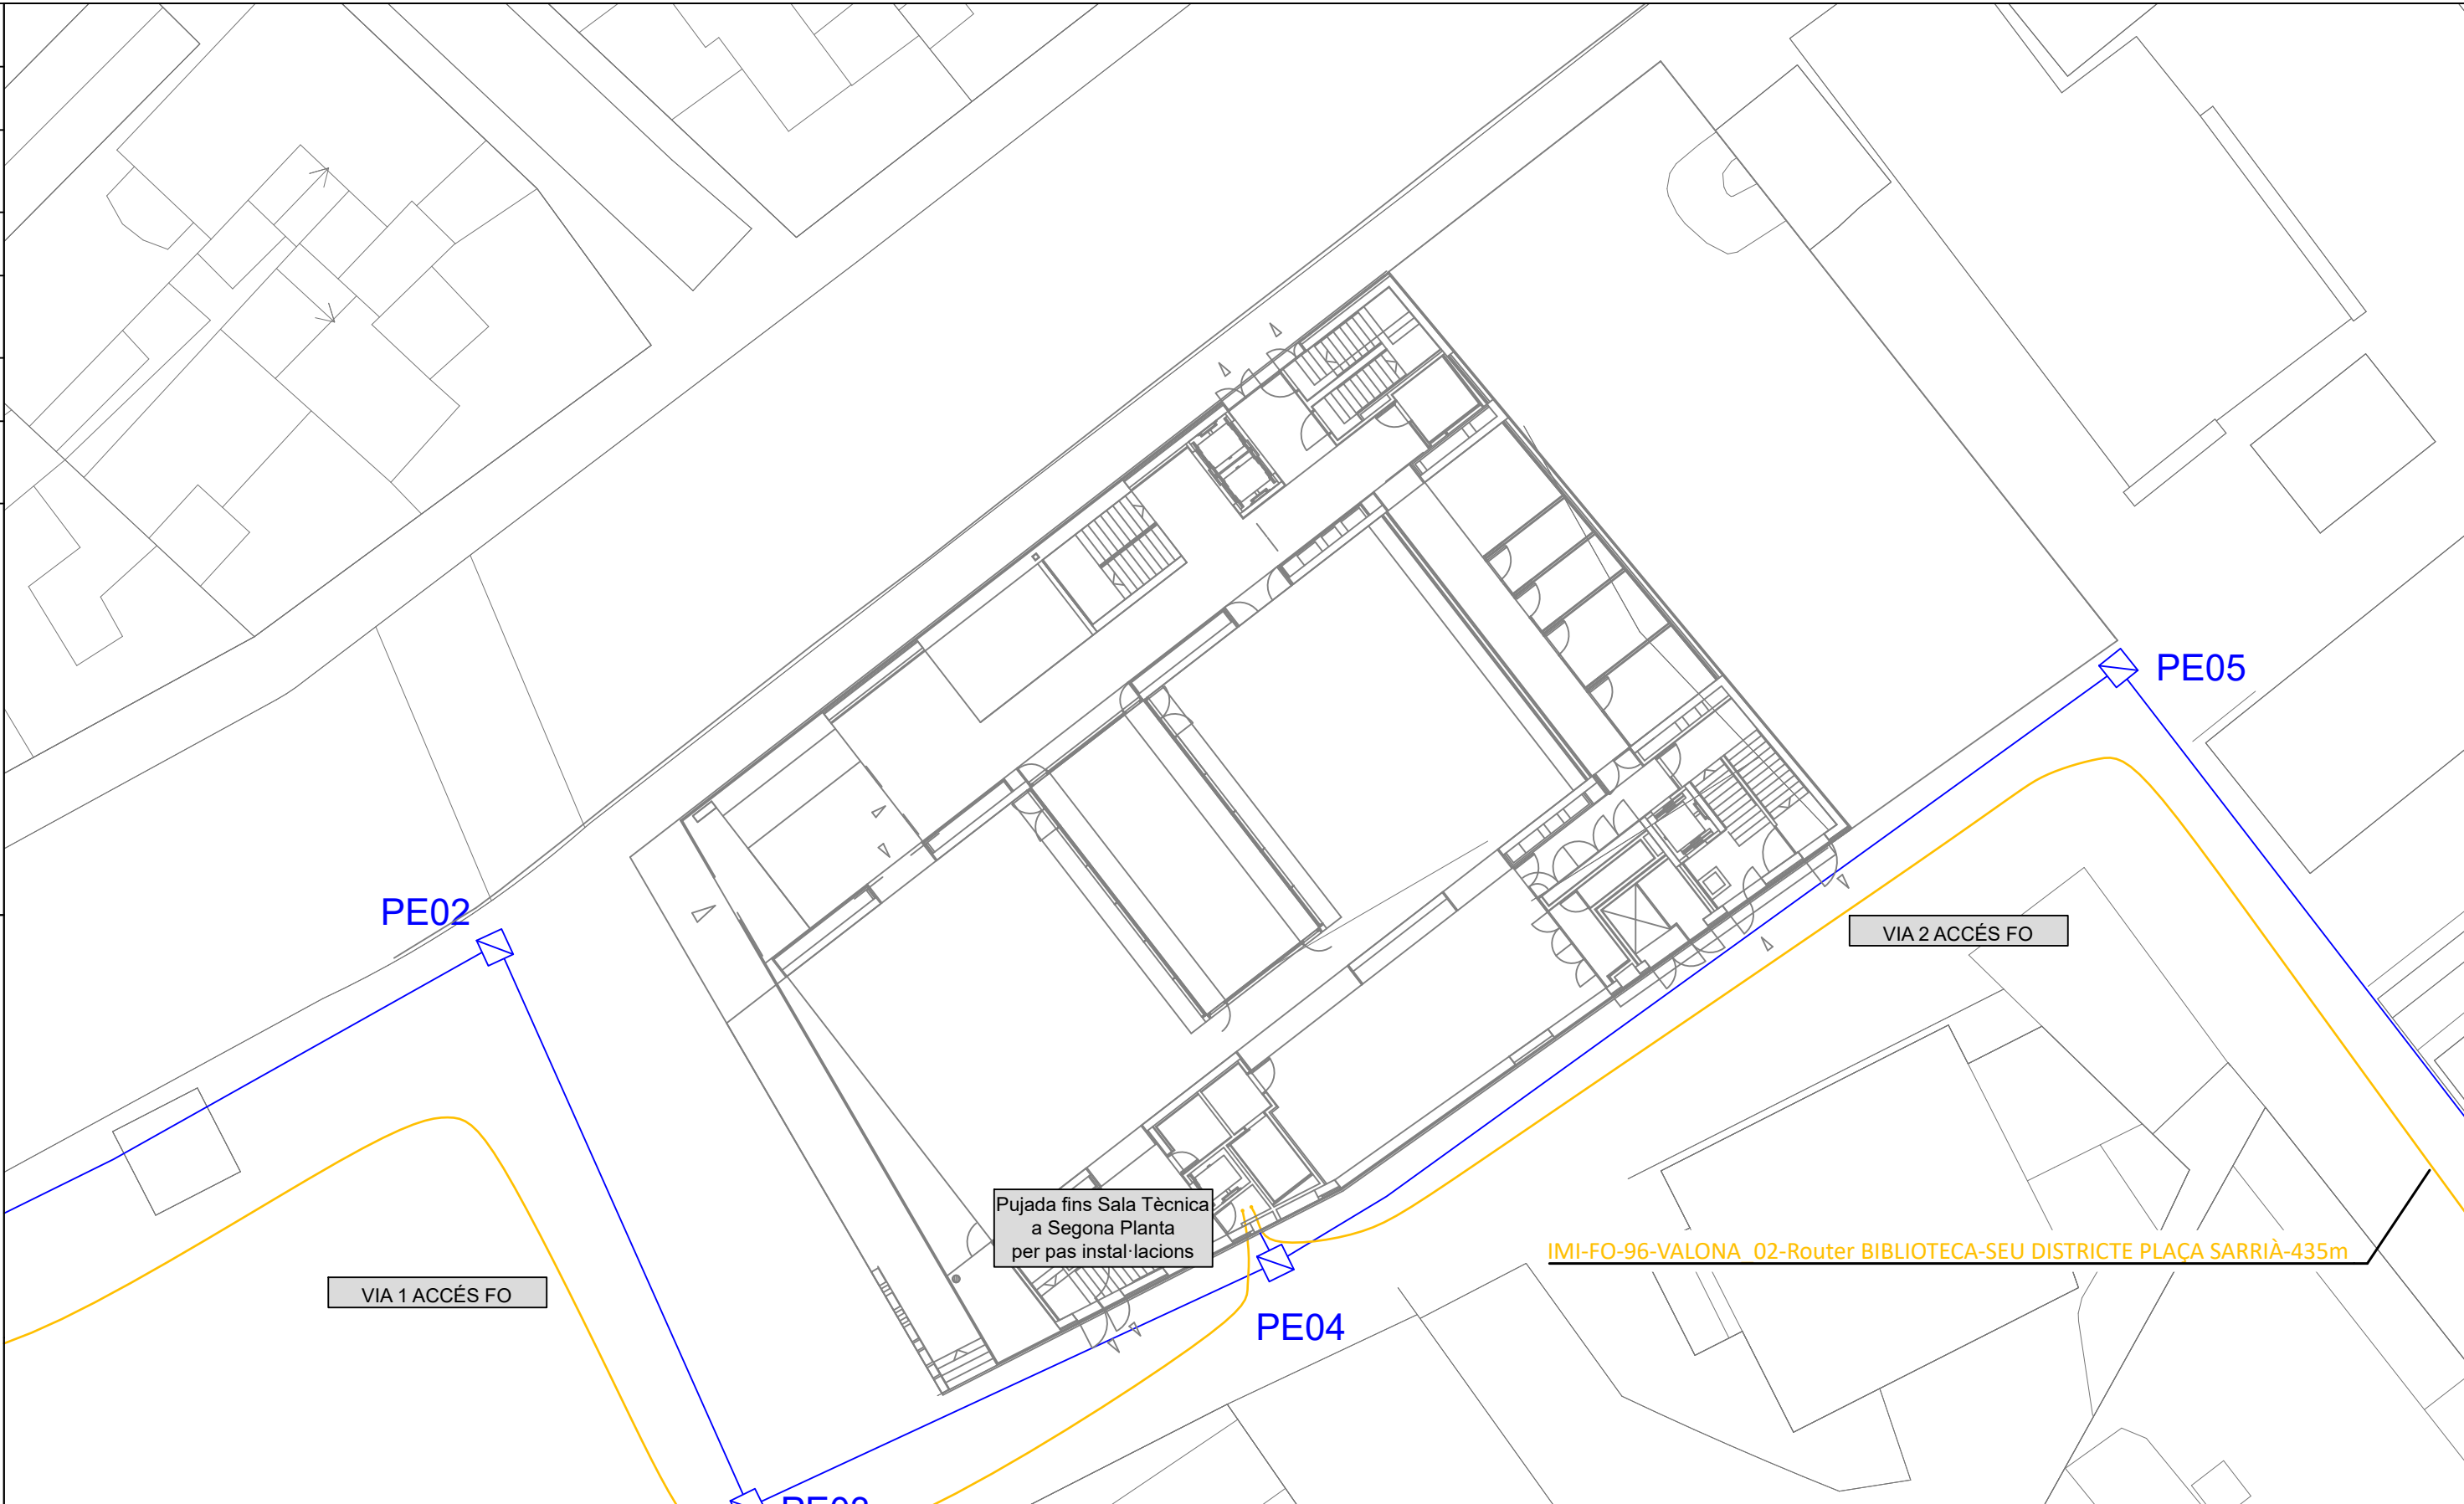 PE05
PE02
VIA 2 ACCÉS FO
Pujada fins Sala Tècnica
a Segona Planta
per pas instal·lacions
IMI-FO-96-VALONA_02-Router BIBLIOTECA-SEU DISTRICTE PLAÇA SARRIÀ-435m
VIA 1 ACCÉS FO
PE04